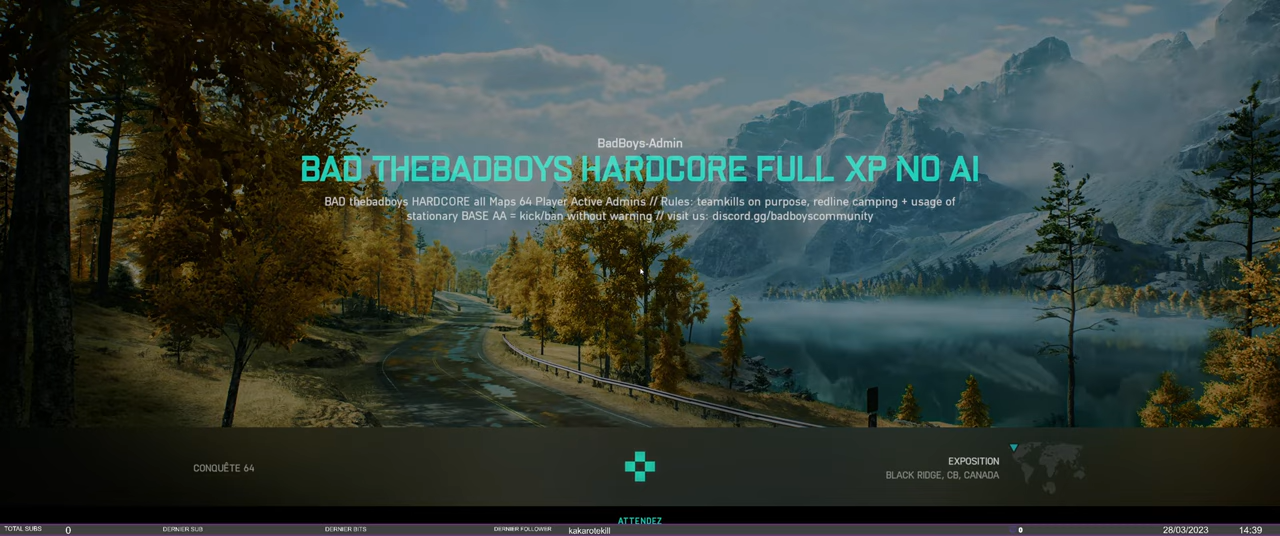 BadBoys-Admin
BAD THEBADBOYS HARDCORE FULL XP NO AI
BAD thebadboys HARDCORE all Maps 64 Player Active Admins // Rules: teamkills on purpose, redline camping + usage of
stationary BASE AA = kick/ban without warning // visit us: discord.gg/badboyscommunity
CONQUÊTE 64
EXPOSITION
BLACK RIDGE, CB, CANADA
ATTENDEZ
TOTAL SUBS 0 DERNIER SUB DERNIER BITS DERNIER FOLLOWER kakarotekill 0 28/03/2023 14:39